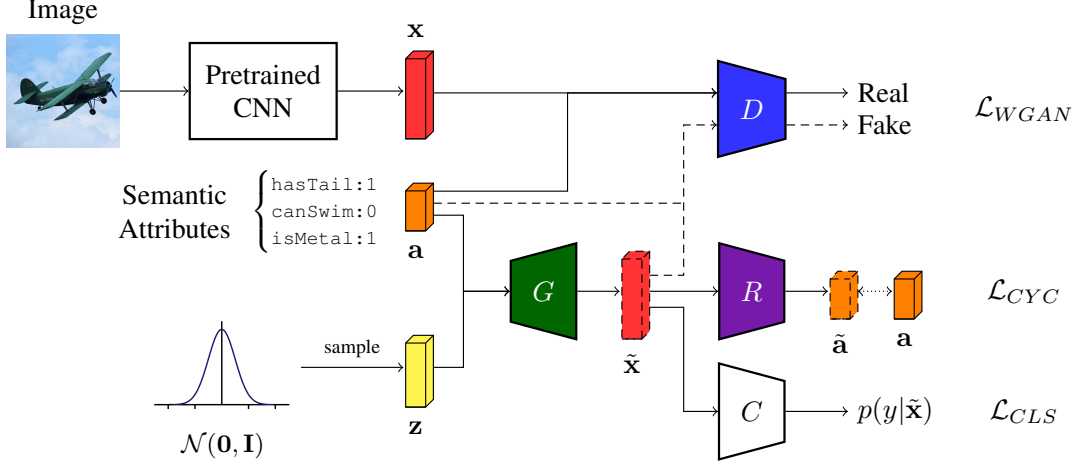 Image
x
Pretrained
CNN
D
Real
Fake
ℒ_WGAN
Semantic
Attributes
hasTail:1
canSwim:0
isMetal:1
a
G
x̃
R
ã
a
ℒ_CYC
sample
z
𝒩(0, I)
C
p(y|x̃)
ℒ_CLS